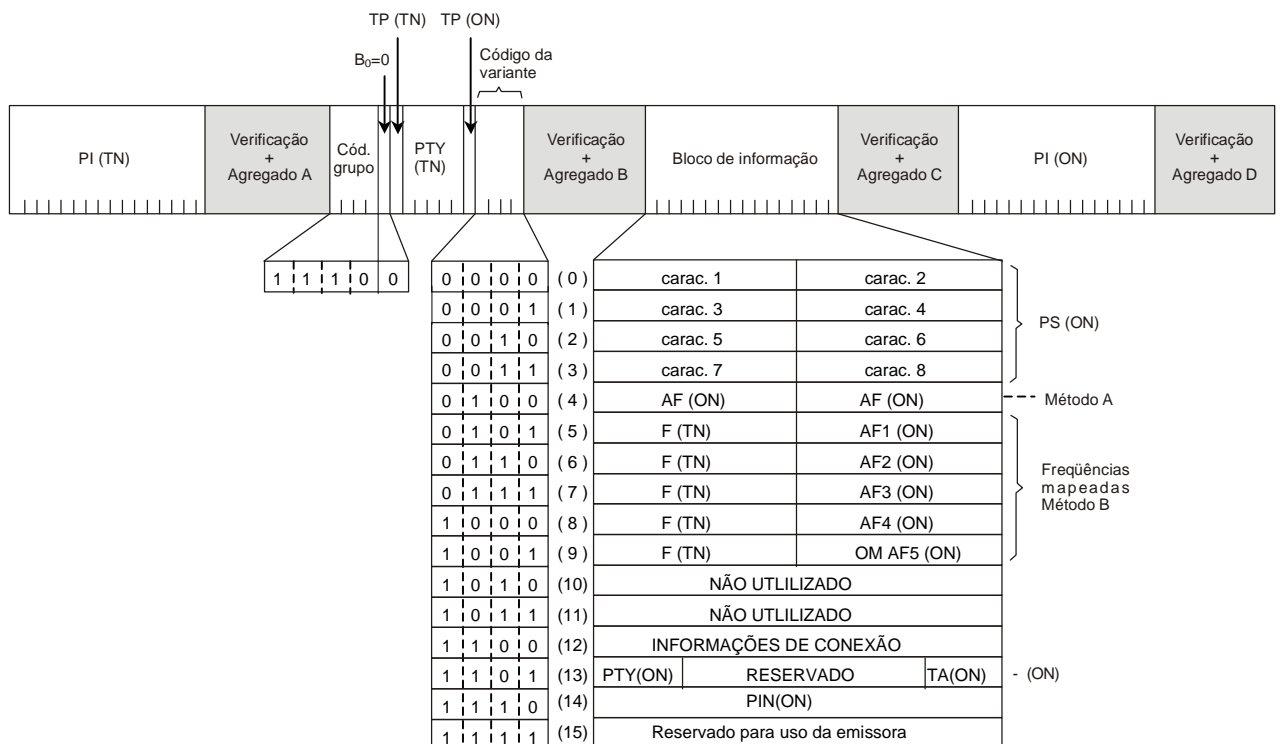 TP (TN) TP (ON)
B₀=0
Código da
variante
PI (TN)
Verificação
+
Agregado A
Cód.
grupo
PTY
(TN)
Verificação
+
Agregado B
Bloco de informação
Verificação
+
Agregado C
PI (ON)
Verificação
+
Agregado D
1 1 1 0 0
0 0 0 0 (0) carac. 1 carac. 2
0 0 0 1 (1) carac. 3 carac. 4
0 0 1 0 (2) carac. 5 carac. 6
0 0 1 1 (3) carac. 7 carac. 8
PS (ON)
0 1 0 0 (4) AF (ON) AF (ON) Método A
0 1 0 1 (5) F (TN) AF1 (ON)
0 1 1 0 (6) F (TN) AF2 (ON)
0 1 1 1 (7) F (TN) AF3 (ON)
1 0 0 0 (8) F (TN) AF4 (ON)
1 0 0 1 (9) F (TN) OM AF5 (ON)
Freqüências
mapeadas
Método B
1 0 1 0 (10) NÃO UTLILIZADO
1 0 1 1 (11) NÃO UTLILIZADO
1 1 0 0 (12) INFORMAÇÕES DE CONEXÃO
1 1 0 1 (13) PTY(ON) RESERVADO TA(ON) - (ON)
1 1 1 0 (14) PIN(ON)
1 1 1 1 (15) Reservado para uso da emissora